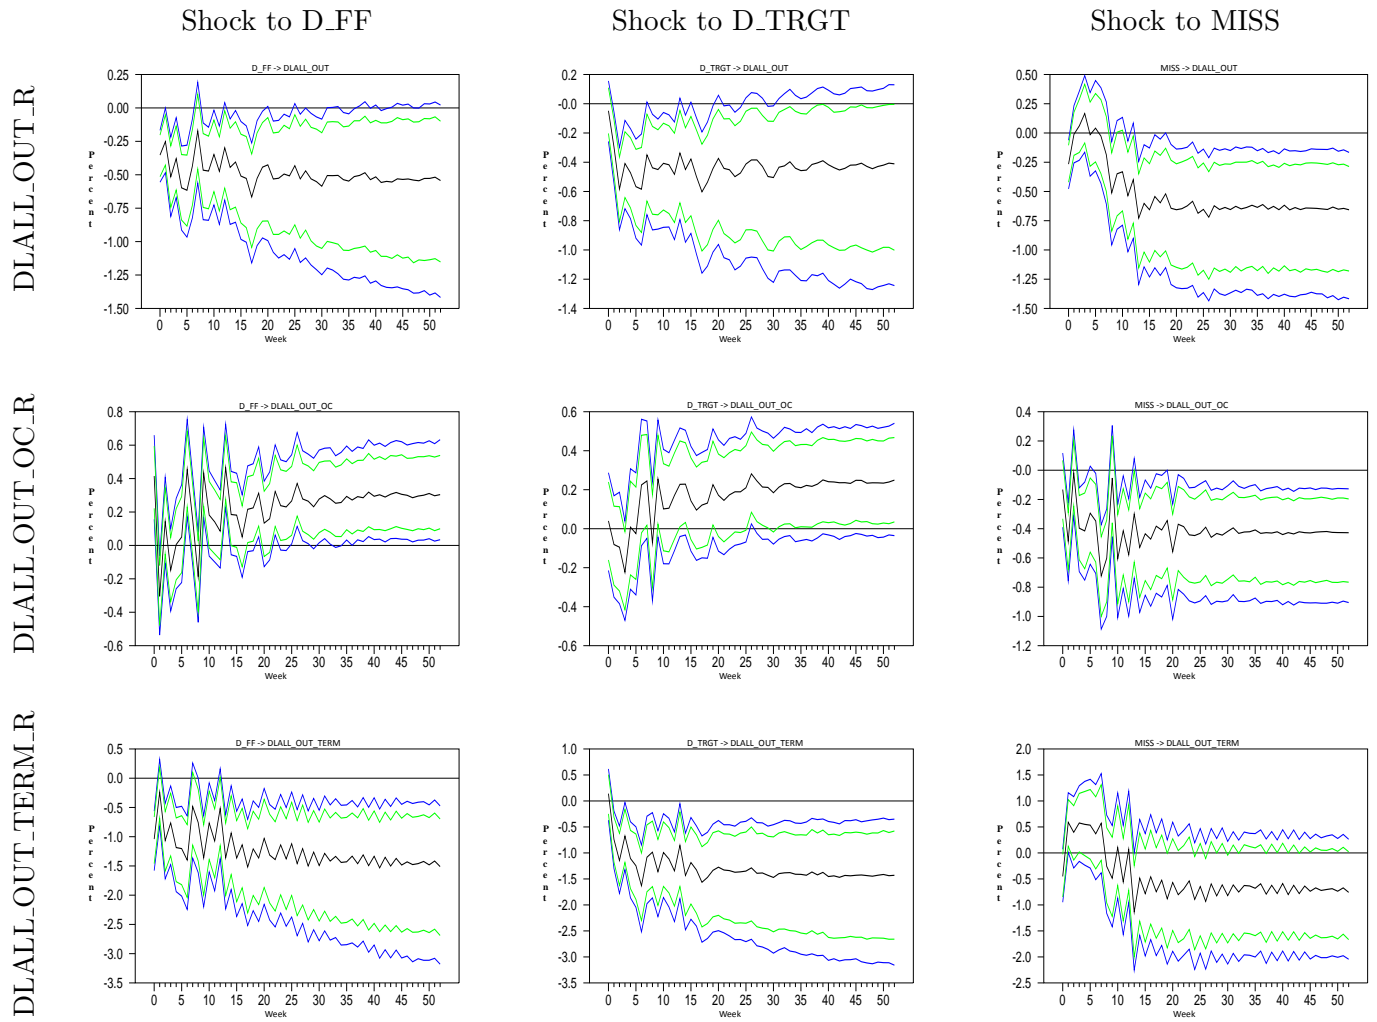 Shock to D_FF Shock to D_TRGT Shock to MISS
DLALL_OUT_R
D_FF -> DLALL_OUT
Percent
0.25
0.00
-0.25
-0.50
-0.75
-1.00
-1.25
-1.50
0 5 10 15 20 25 30 35 40 45 50
Week
D_TRGT -> DLALL_OUT
Percent
0.2
-0.0
-0.2
-0.4
-0.6
-0.8
-1.0
-1.2
-1.4
0 5 10 15 20 25 30 35 40 45 50
Week
MISS -> DLALL_OUT
Percent
0.50
0.25
0.00
-0.25
-0.50
-0.75
-1.00
-1.25
-1.50
0 5 10 15 20 25 30 35 40 45 50
Week
DLALL_OUT_OC_R
D_FF -> DLALL_OUT_OC
Percent
0.8
0.6
0.4
0.2
0.0
-0.2
-0.4
-0.6
0 5 10 15 20 25 30 35 40 45 50
Week
D_TRGT -> DLALL_OUT_OC
Percent
0.6
0.4
0.2
0.0
-0.2
-0.4
-0.6
0 5 10 15 20 25 30 35 40 45 50
Week
MISS -> DLALL_OUT_OC
Percent
0.4
0.2
-0.0
-0.2
-0.4
-0.6
-0.8
-1.0
-1.2
0 5 10 15 20 25 30 35 40 45 50
Week
DLALL_OUT_TERM_R
D_FF -> DLALL_OUT_TERM
Percent
0.5
0.0
-0.5
-1.0
-1.5
-2.0
-2.5
-3.0
-3.5
0 5 10 15 20 25 30 35 40 45 50
Week
D_TRGT -> DLALL_OUT_TERM
Percent
1.0
0.5
0.0
-0.5
-1.0
-1.5
-2.0
-2.5
-3.0
-3.5
0 5 10 15 20 25 30 35 40 45 50
Week
MISS -> DLALL_OUT_TERM
Percent
2.0
1.5
1.0
0.5
0.0
-0.5
-1.0
-1.5
-2.0
-2.5
0 5 10 15 20 25 30 35 40 45 50
Week